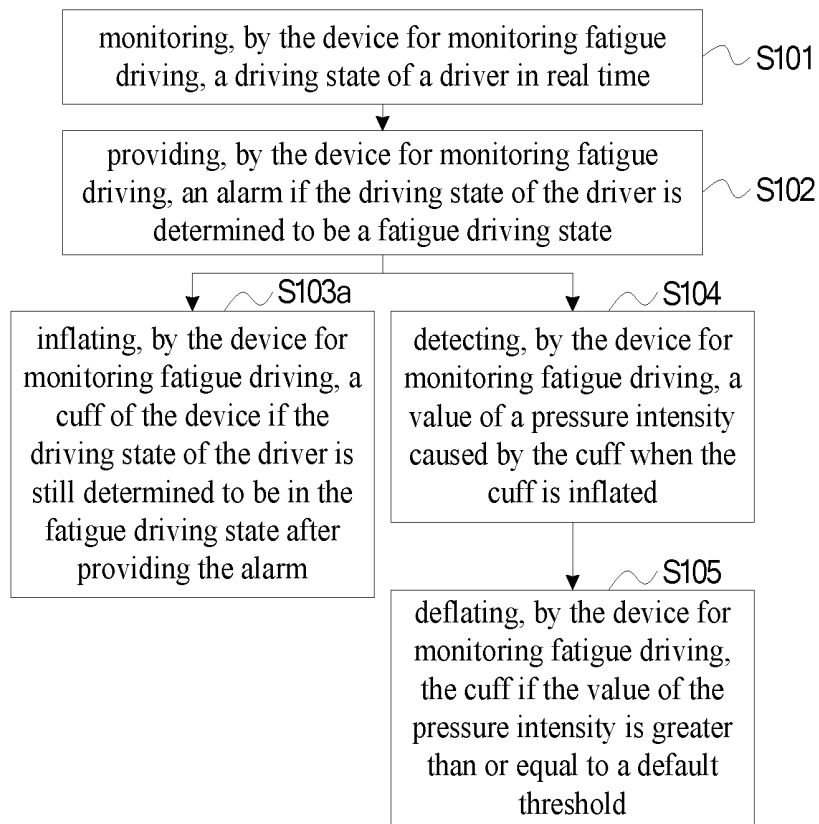 monitoring, by the device for monitoring fatigue
driving, a driving state of a driver in real time
S101
providing, by the device for monitoring fatigue
driving, an alarm if the driving state of the driver is
determined to be a fatigue driving state
S102
S103a
inflating, by the device for
monitoring fatigue driving, a
cuff of the device if the
driving state of the driver is
still determined to be in the
fatigue driving state after
providing the alarm
S104
detecting, by the device for
monitoring fatigue driving, a
value of a pressure intensity
caused by the cuff when the
cuff is inflated
S105
deflating, by the device for
monitoring fatigue driving,
the cuff if the value of the
pressure intensity is greater
than or equal to a default
threshold